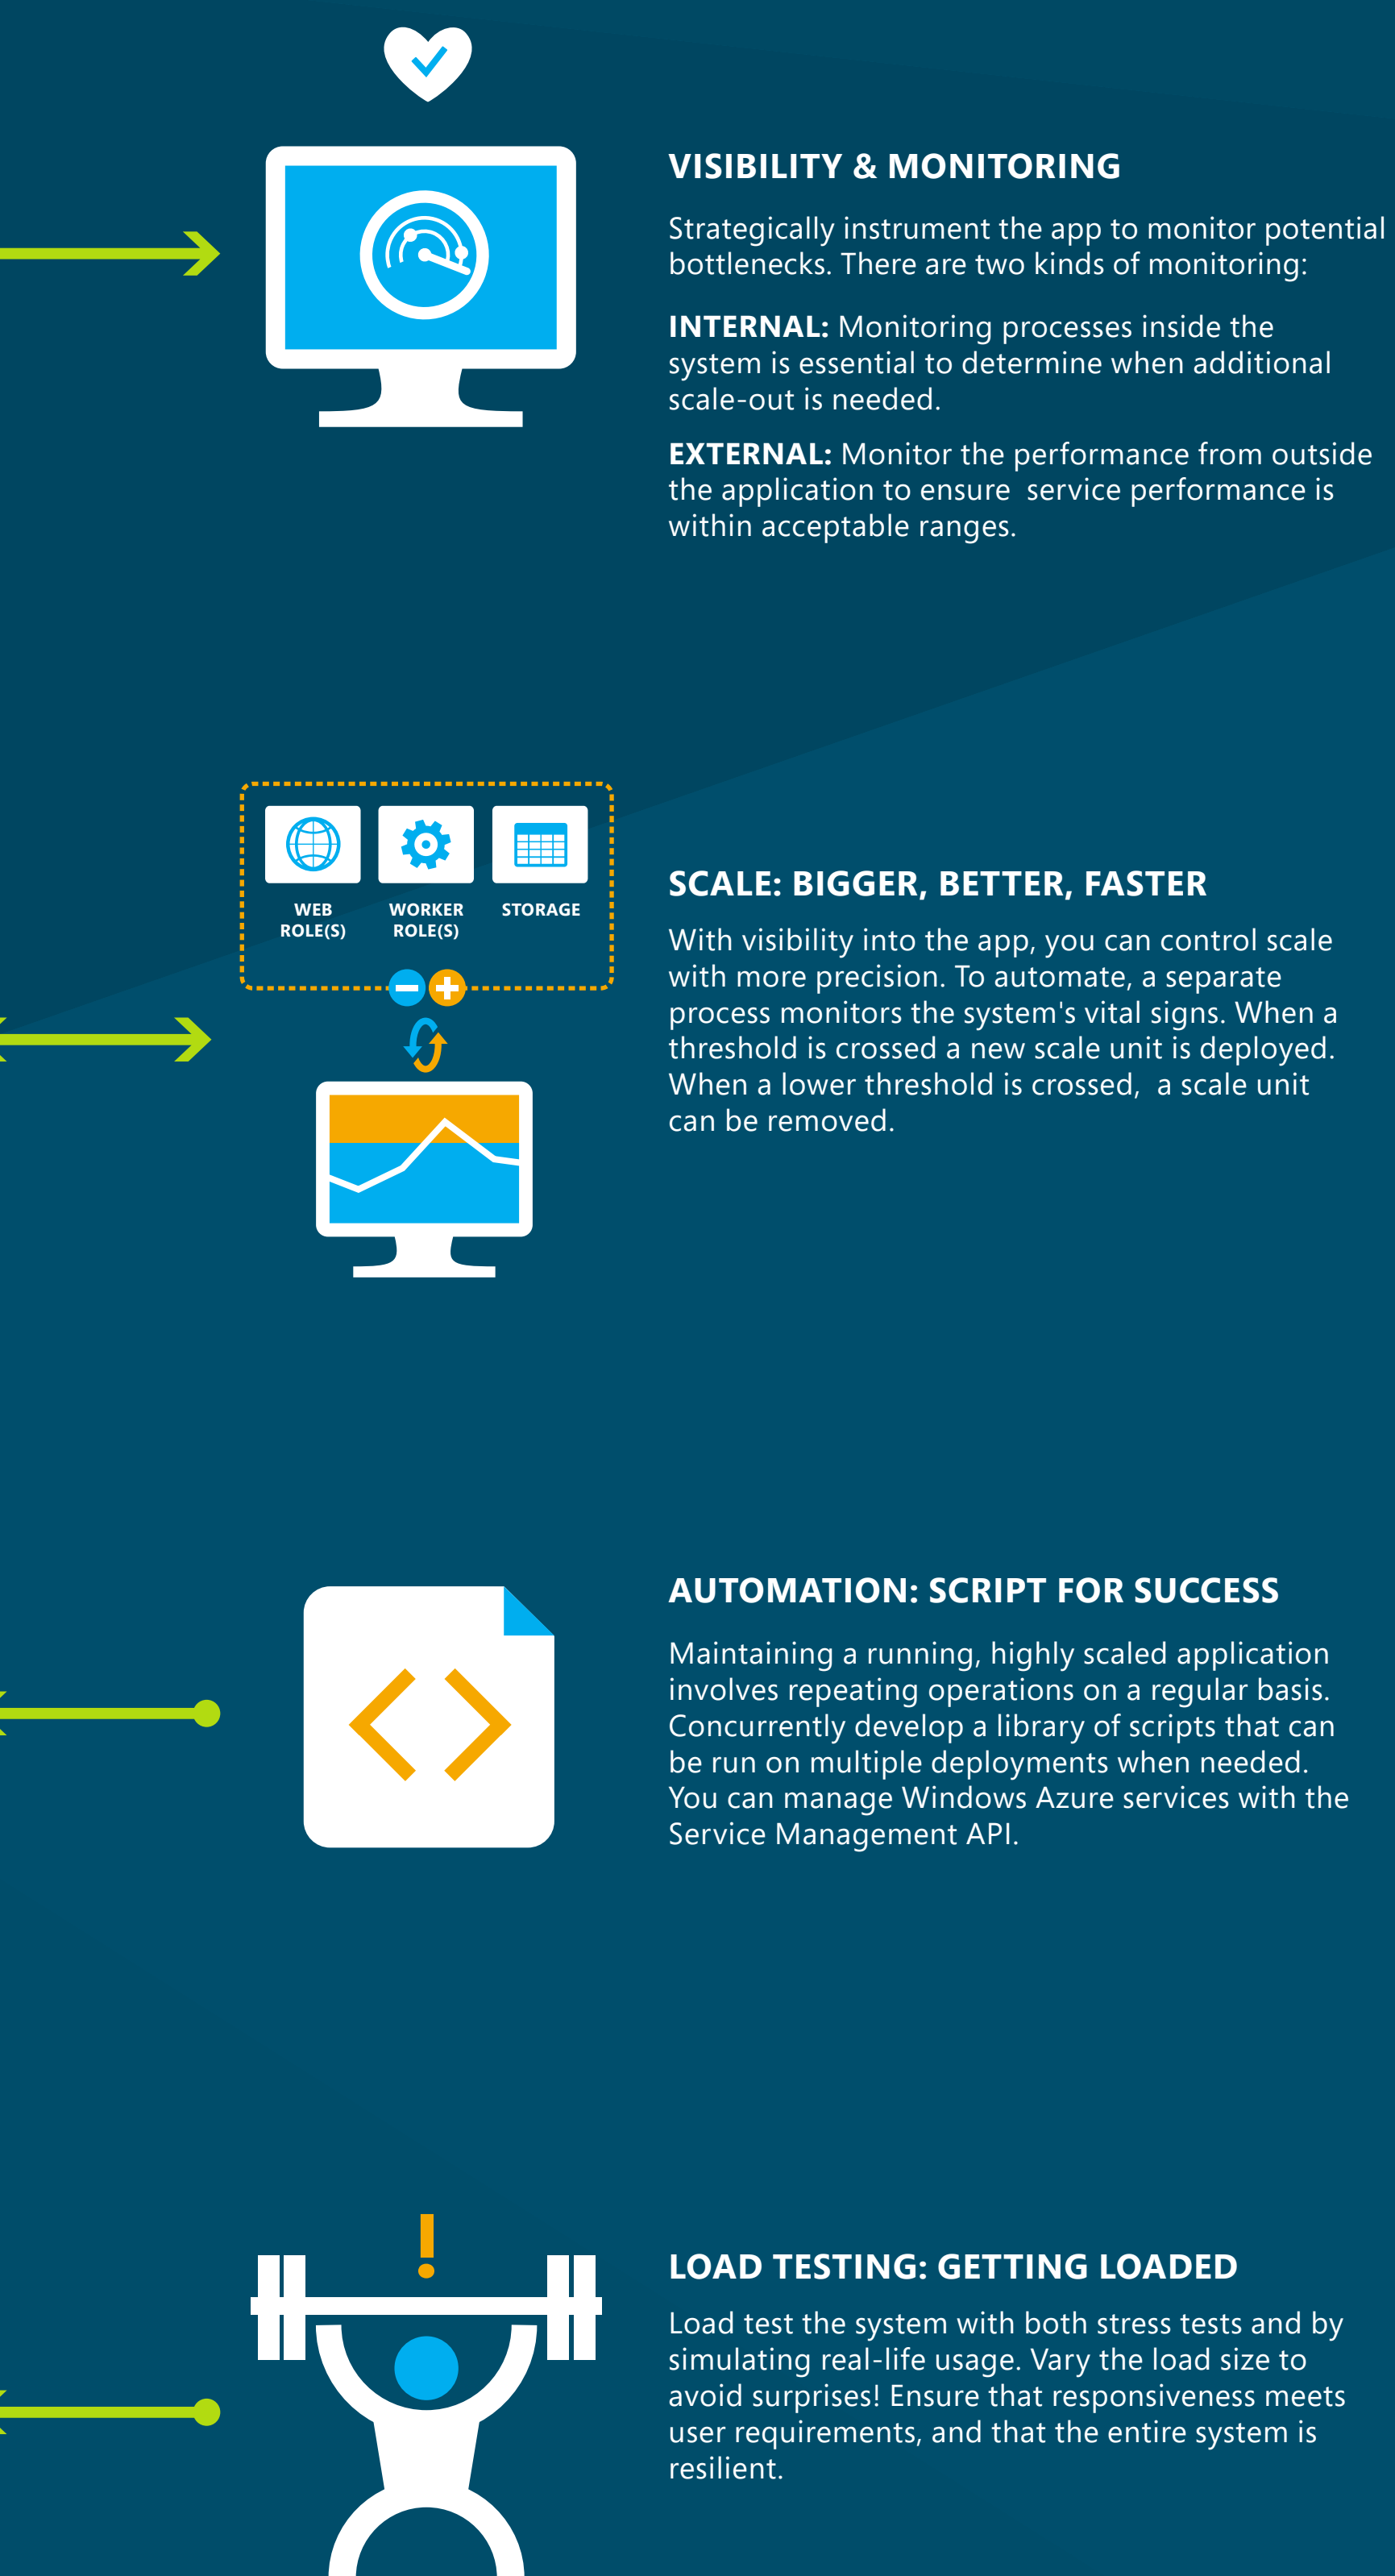 VISIBILITY & MONITORING
Strategically instrument the app to monitor potential
bottlenecks. There are two kinds of monitoring:
INTERNAL: Monitoring processes inside the
system is essential to determine when additional
scale-out is needed.
EXTERNAL: Monitor the performance from outside
the application to ensure  service performance is
within acceptable ranges.
WEB
ROLE(S)
WORKER
ROLE(S)
STORAGE
SCALE: BIGGER, BETTER, FASTER
With visibility into the app, you can control scale
with more precision. To automate, a separate
process monitors the system's vital signs. When a
threshold is crossed a new scale unit is deployed.
When a lower threshold is crossed,  a scale unit
can be removed.
AUTOMATION: SCRIPT FOR SUCCESS
Maintaining a running, highly scaled application
involves repeating operations on a regular basis.
Concurrently develop a library of scripts that can
be run on multiple deployments when needed.
You can manage Windows Azure services with the
Service Management API.
LOAD TESTING: GETTING LOADED
Load test the system with both stress tests and by
simulating real-life usage. Vary the load size to
avoid surprises! Ensure that responsiveness meets
user requirements, and that the entire system is
resilient.